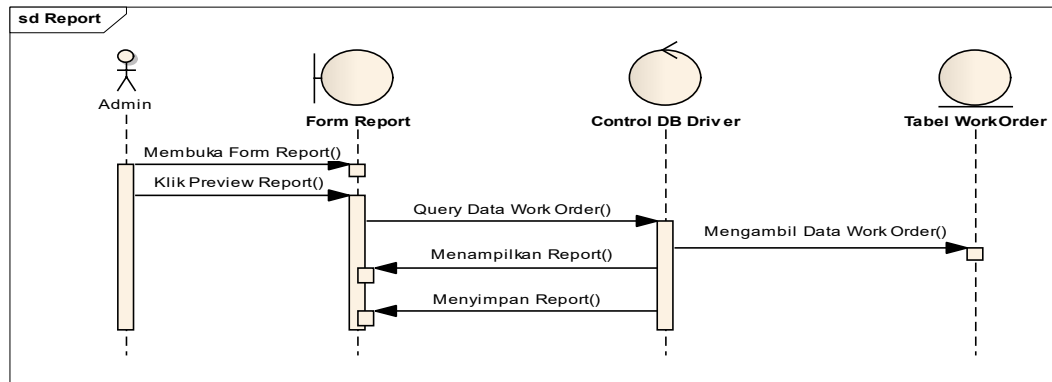 sd Report
Admin
Form Report
Control DB Driver
Tabel WorkOrder
Membuka Form Report()
Klik Preview Report()
Query Data Work Order()
Mengambil Data Work Order()
Menampilkan Report()
Menyimpan Report()